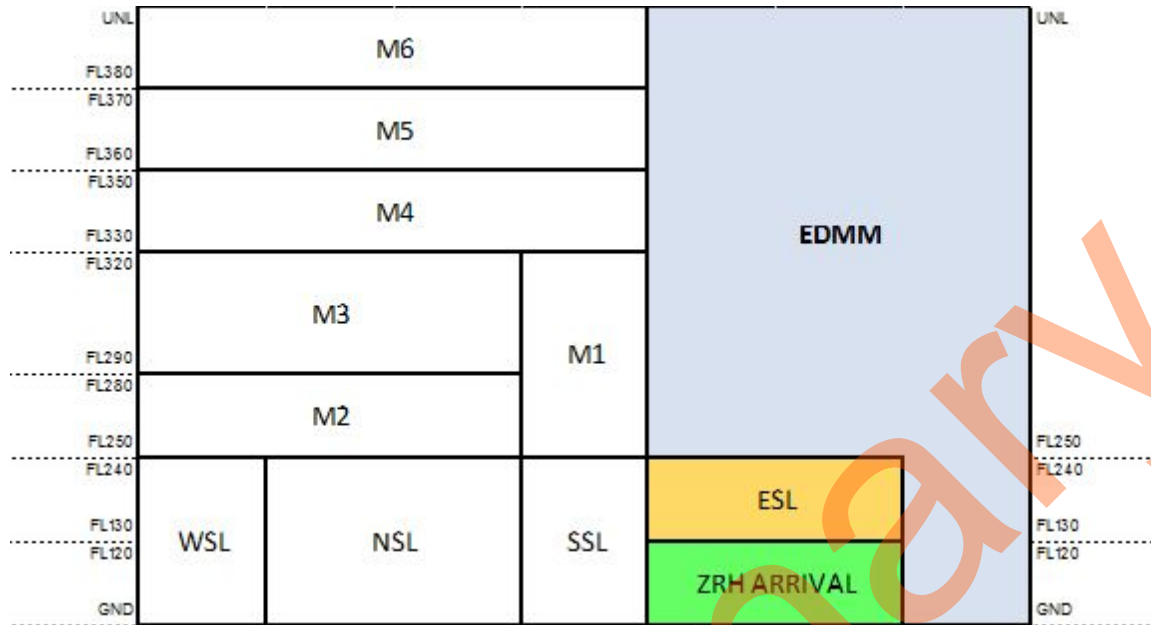 UNL
M6
FL380
FL370
M5
FL360
FL350
M4
FL330
FL320
M3
M1
FL290
FL280
M2
FL250
FL240
WSL
NSL
SSL
FL130
FL120
GND
EDMM
ESL
ZRH ARRIVAL
UNL
FL250
FL240
FL130
FL120
GND